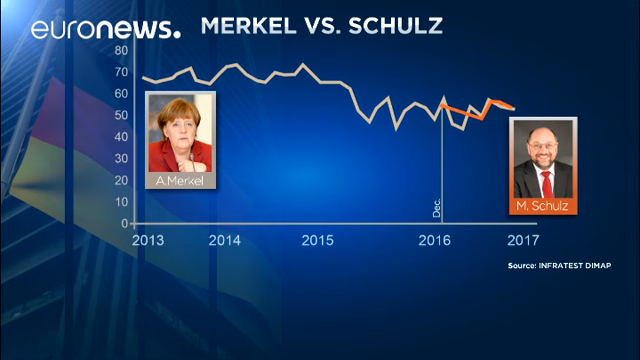 euronews.
MERKEL VS. SCHULZ
80
70
60
50
40
30
20
10
0
A.Merkel
M. Schulz
Dec.
2013 2014 2015 2016 2017
Source: INFRATEST DIMAP